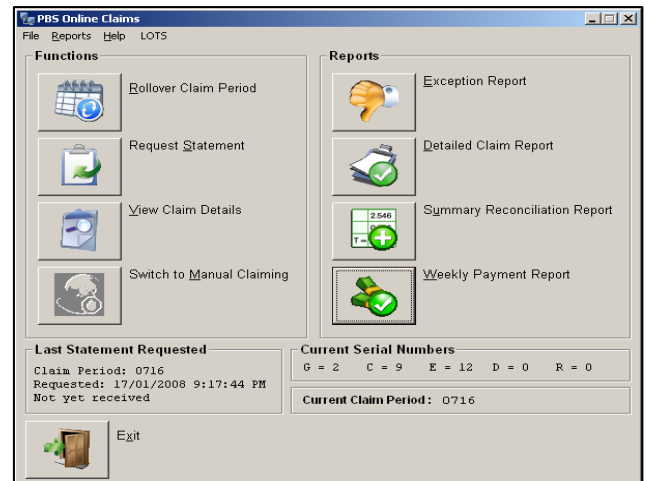 PBS Online Claims
File Reports Help LOTS
Functions
Rollover Claim Period
Request Statement
View Claim Details
Switch to Manual Claiming
Reports
Exception Report
Detailed Claim Report
2.546
Summary Reconciliation Report
Weekly Payment Report
Last Statement Requested
Claim Period: 0716
Requested: 17/01/2008 9:17:44 PM
Not yet received
Current Serial Numbers
G = 2 C = 9 E = 12 D = 0 R = 0
Current Claim Period: 0716
Exit